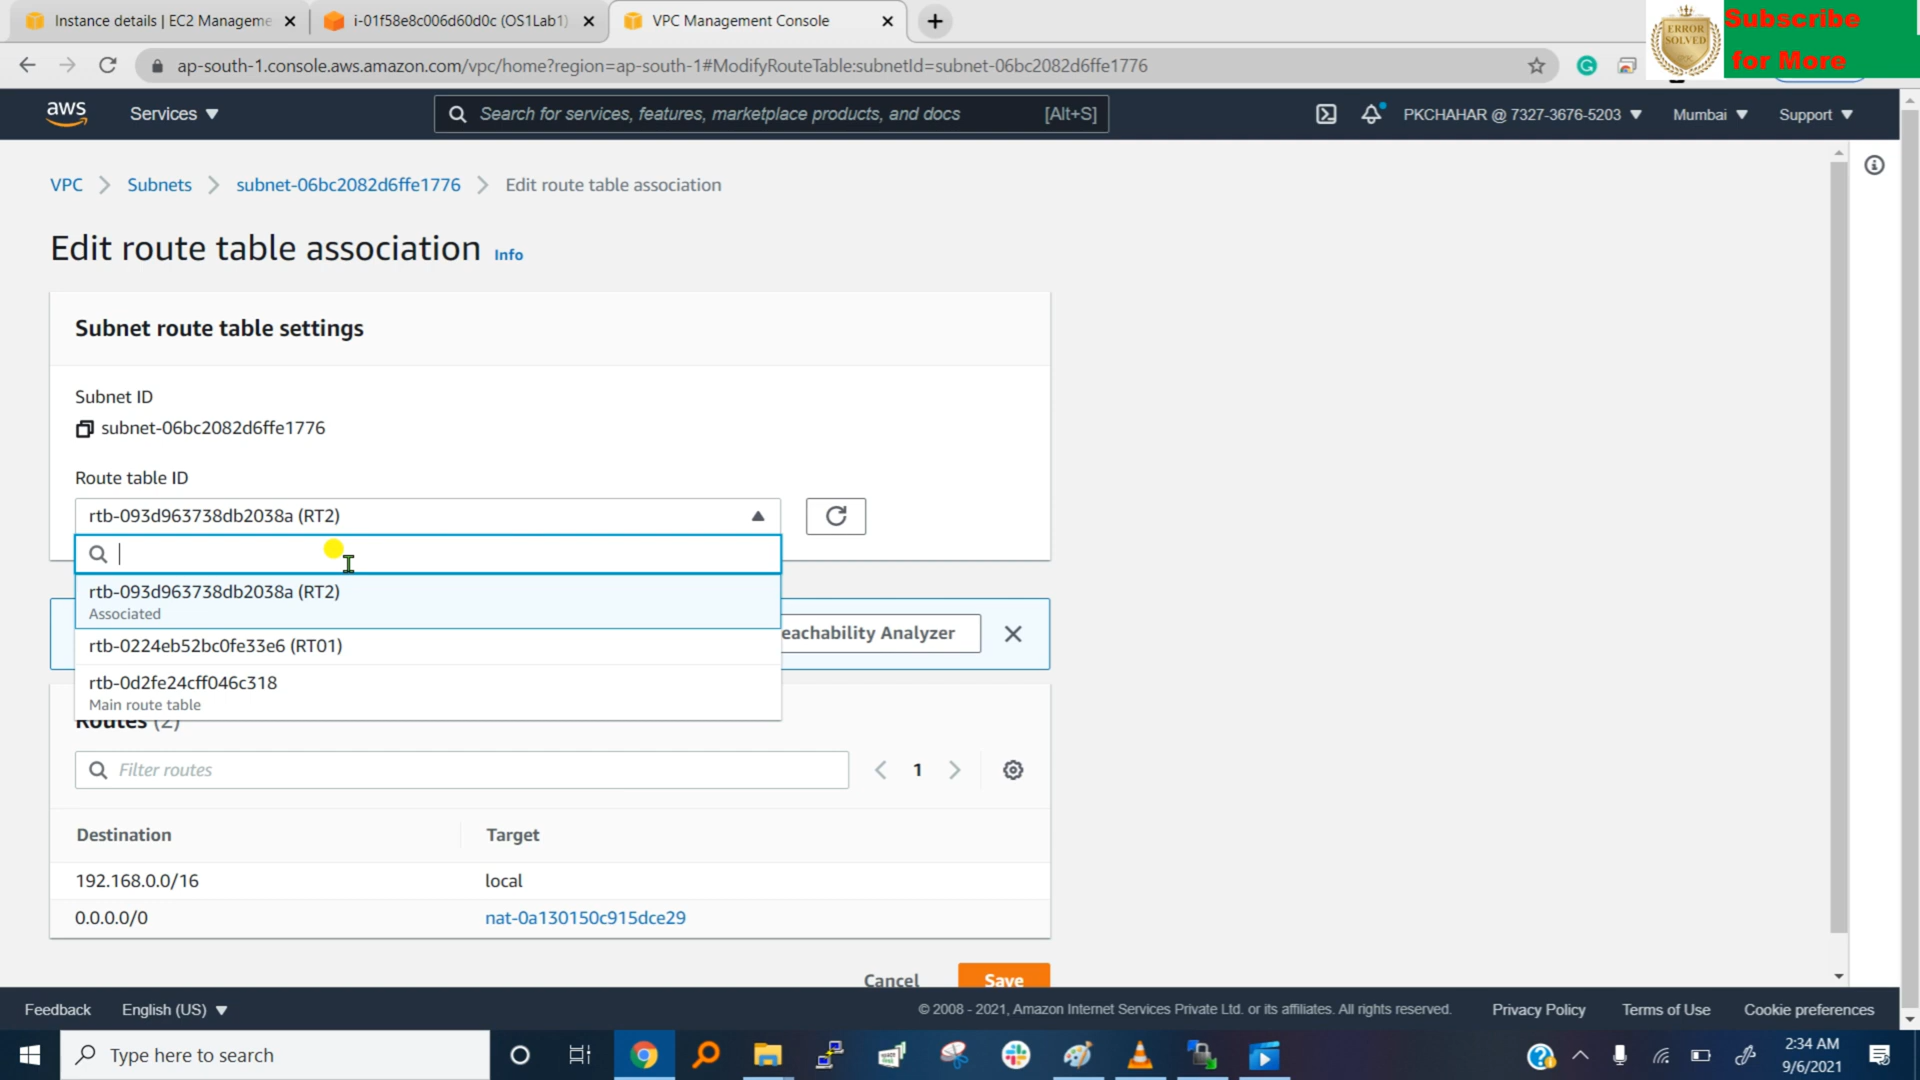 Instance details | EC2 Manageme
i-01f58e8c006d60d0c (OS1Lab1)
VPC Management Console
ERROR SOLVED
Subscribe for More
ap-south-1.console.aws.amazon.com/vpc/home?region=ap-south-1#ModifyRouteTable:subnetId=subnet-06bc2082d6ffe1776
aws
Services
Search for services, features, marketplace products, and docs [Alt+S]
PKCHAHAR @ 7327-3676-5203
Mumbai
Support
VPC > Subnets > subnet-06bc2082d6ffe1776 > Edit route table association
Edit route table association Info
Subnet route table settings
Subnet ID
subnet-06bc2082d6ffe1776
Route table ID
rtb-093d963738db2038a (RT2)
rtb-093d963738db2038a (RT2)
Associated
rtb-0224eb52bc0fe33e6 (RT01)
eachability Analyzer
rtb-0d2fe24cff046c318
Main route table
Routes (2)
Filter routes
1
Destination Target
192.168.0.0/16 local
0.0.0.0/0 nat-0a130150c915dce29
Cancel Save
Feedback English (US)
© 2008 - 2021, Amazon Internet Services Private Ltd. or its affiliates. All rights reserved. Privacy Policy Terms of Use Cookie preferences
Type here to search
2:34 AM
9/6/2021